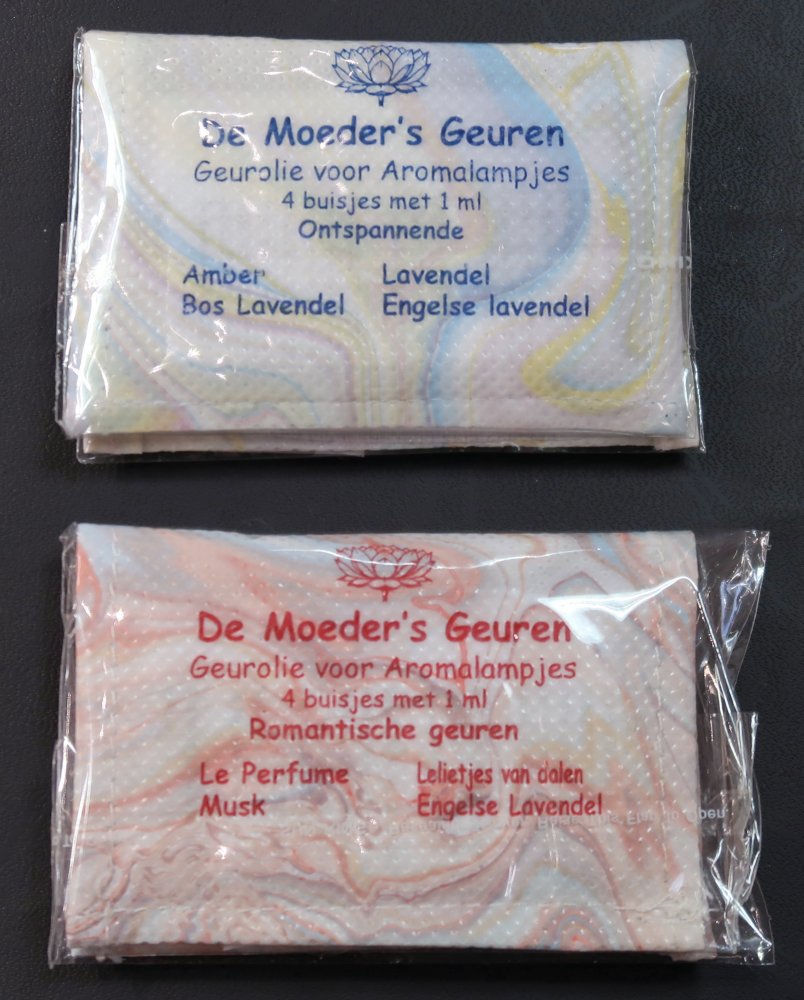 De Moeder's Geuren
Geurolie voor Aromalampjes
4 buisjes met 1 ml
Ontspannende
Amber Lavendel
Bos Lavendel Engelse lavendel
De Moeder's Geuren
Geurolie voor Aromalampjes
4 buisjes met 1 ml
Romantische geuren
Le Perfume Lelietjes van dalen
Musk Engelse Lavendel